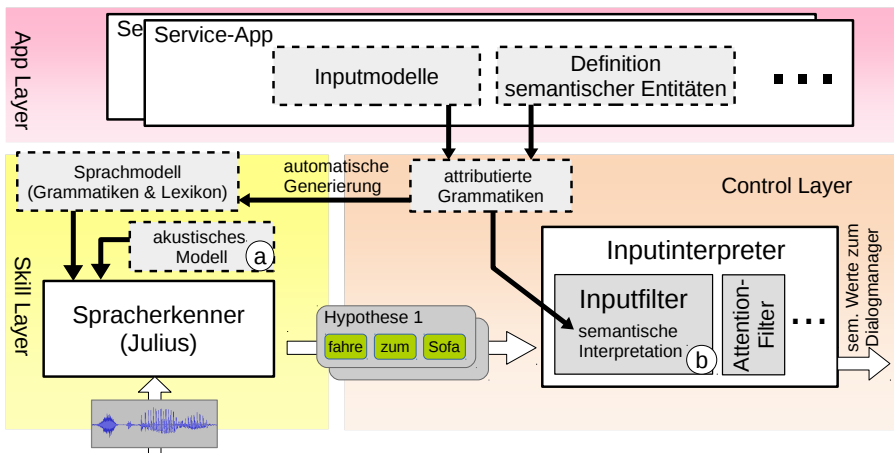 App Layer
Se
Service-App
Inputmodelle
Definition
semantischer Entitäten
Skill Layer
Sprachmodell
(Grammatiken & Lexikon)
automatische
Generierung
attributierte
Grammatiken
Control Layer
akustisches
Modell
a
Spracherkenner
(Julius)
Hypothese 1
fahre zum Sofa
Inputinterpreter
Inputfilter
semantische
Interpretation
b
Attention-
Filter
sem. Werte zum
Dialogmanager